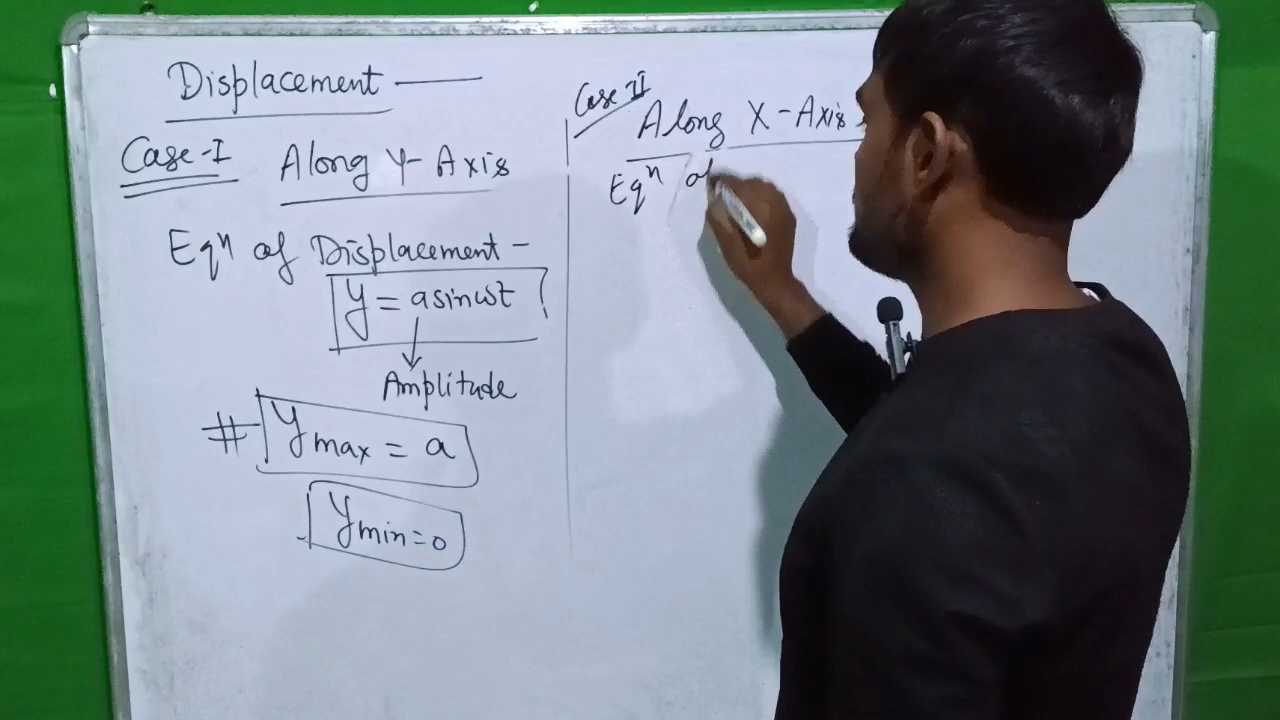 Displacement —
Case-I Along Y-Axis
Eqⁿ of Displacement -
y = asinωt
Amplitude
# Ymax = a
Ymin=0
Case II
Along X-Axis
Eqⁿ of